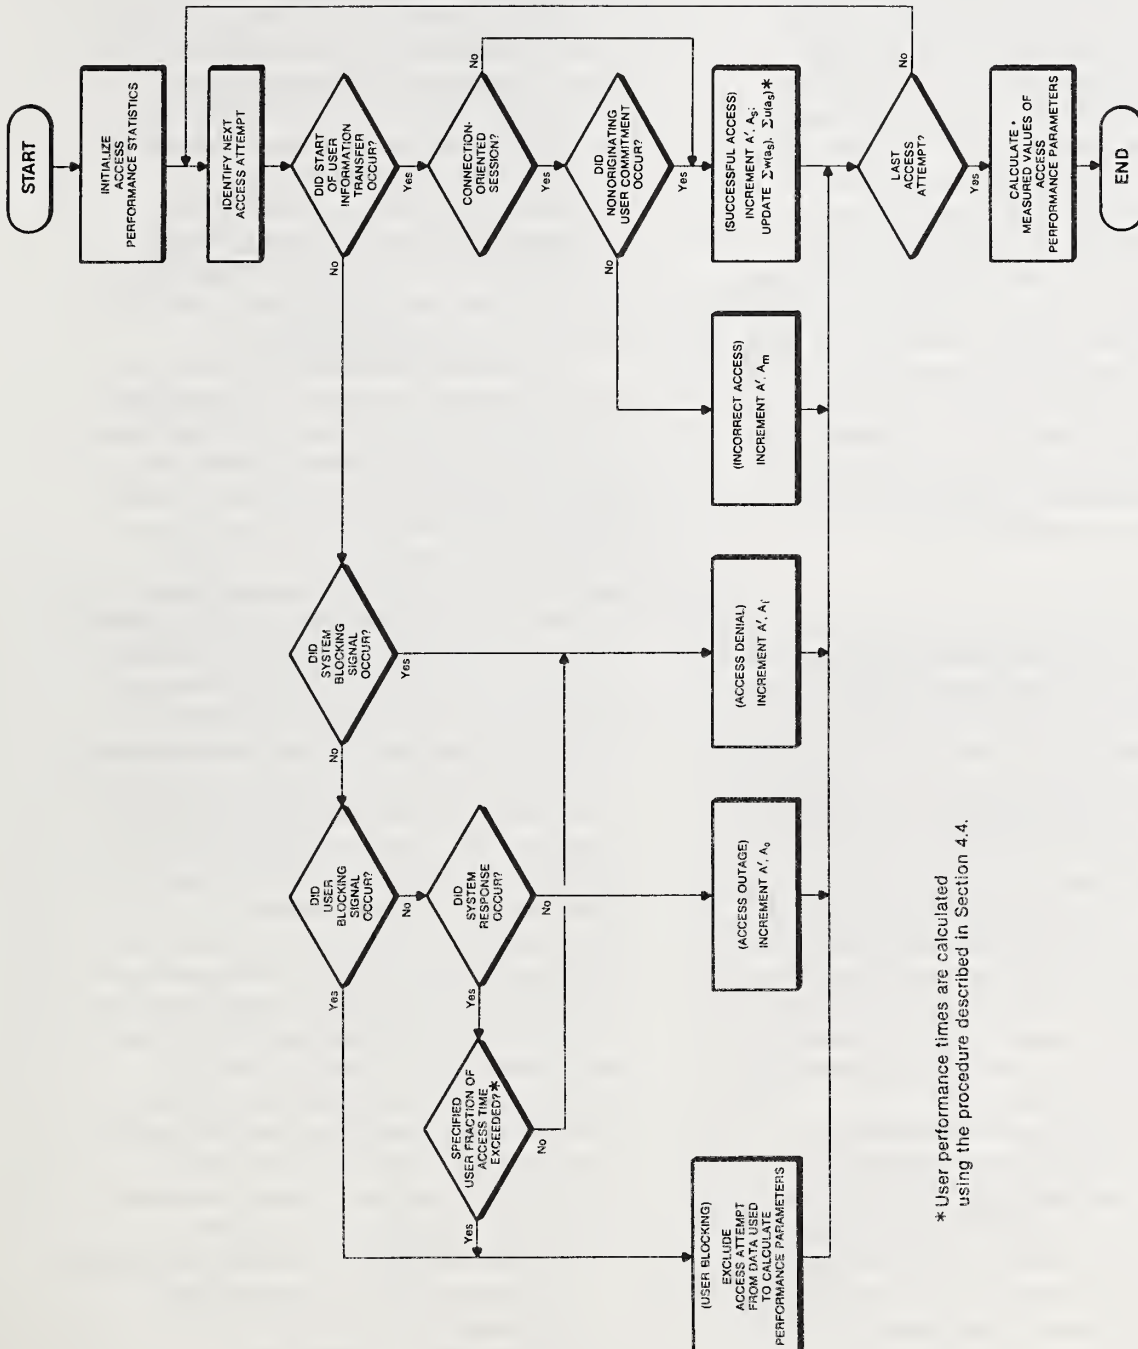 START
INITIALIZE
ACCESS
PERFORMANCE STATISTICS
IDENTIFY NEXT
ACCESS ATTEMPT
DID START
OF USER
INFORMATION
TRANSFER
OCCUR?
No
Yes
CONNECTION-
ORIENTED
SESSION?
No
Yes
DID
NONORIGINATING
USER COMMITMENT
OCCUR?
No
Yes
(SUCCESSFUL ACCESS)
INCREMENT A′, Aₛ;
UPDATE Σw(aₛ), Σu(aₛ)*
(INCORRECT ACCESS)
INCREMENT A′, Aₘ
DID
SYSTEM
BLOCKING
SIGNAL
OCCUR?
No
Yes
(ACCESS DENIAL)
INCREMENT A′, Aₗ
DID
USER
BLOCKING
SIGNAL
OCCUR?
Yes
No
DID
SYSTEM
RESPONSE
OCCUR?
Yes
No
(ACCESS OUTAGE)
INCREMENT A′, Aₒ
SPECIFIED
USER FRACTION OF
ACCESS TIME
EXCEEDED?*
Yes
No
(USER BLOCKING)
EXCLUDE
ACCESS ATTEMPT
FROM DATA USED
TO CALCULATE
PERFORMANCE PARAMETERS
LAST
ACCESS
ATTEMPT?
No
Yes
CALCULATE *
MEASURED VALUES OF
ACCESS
PERFORMANCE PARAMETERS
END
* User performance times are calculated
using the procedure described in Section 4.4.